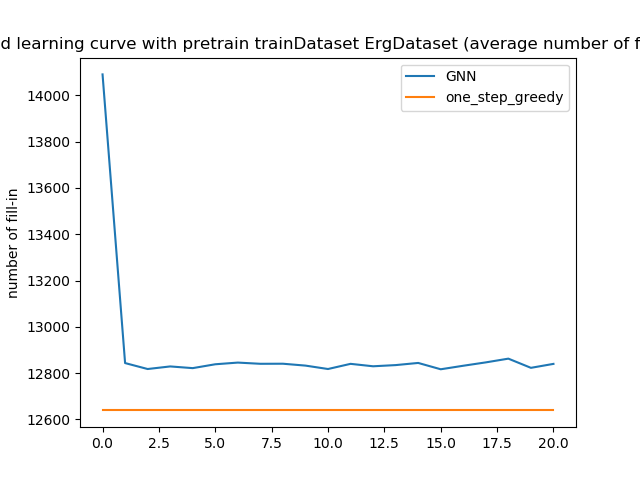 d learning curve with pretrain trainDataset ErgDataset (average number of f
GNN
one_step_greedy
number of fill-in
14000
13800
13600
13400
13200
13000
12800
12600
0.0 2.5 5.0 7.5 10.0 12.5 15.0 17.5 20.0